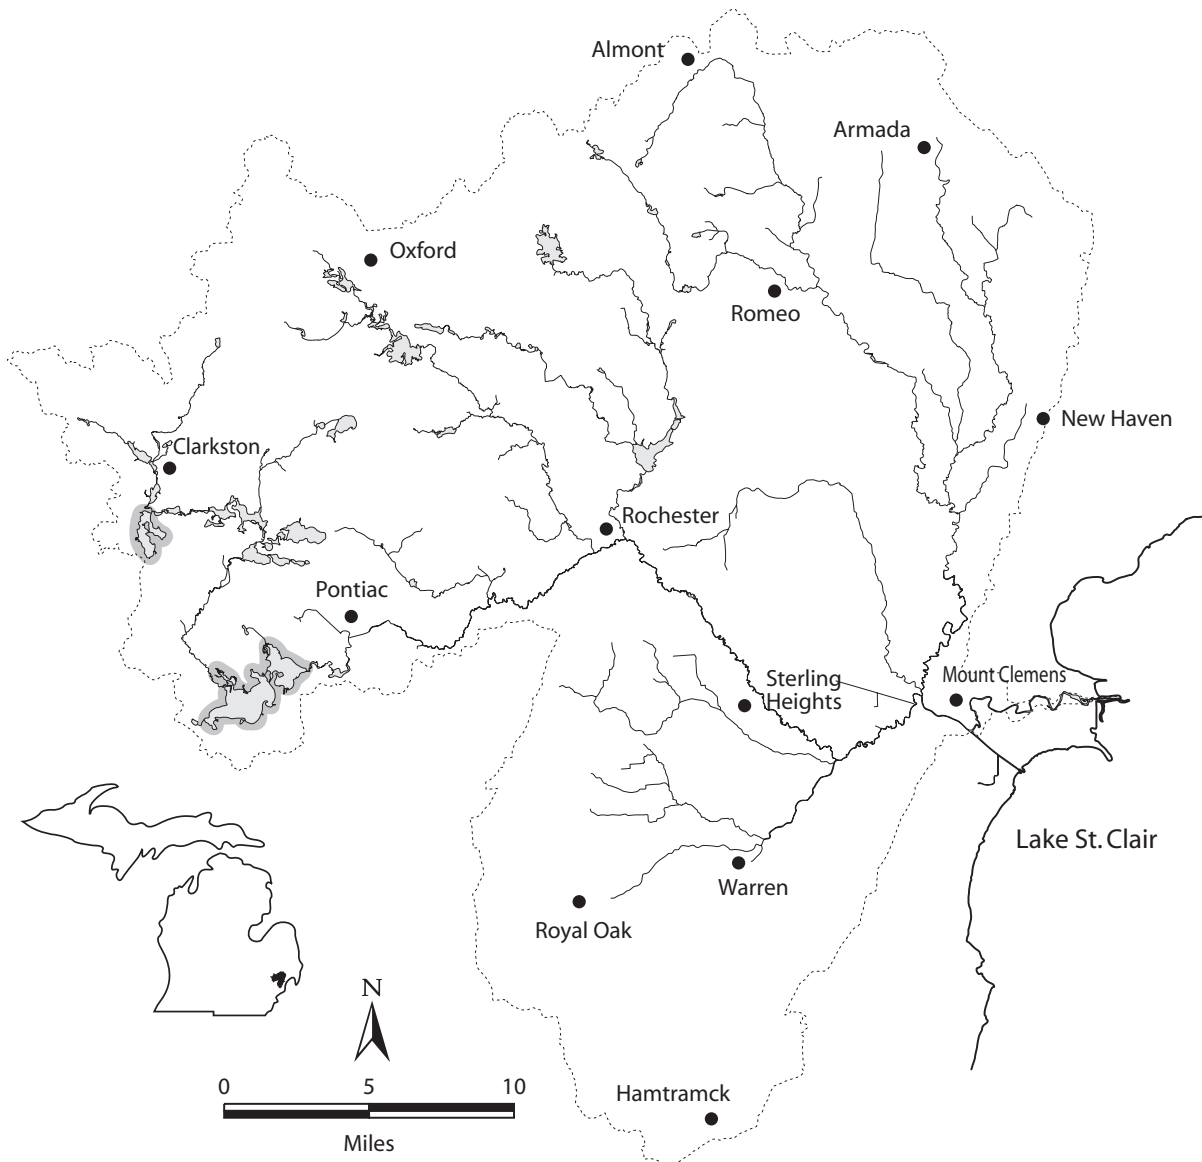 Almont
Armada
Oxford
Romeo
New Haven
Clarkston
Rochester
Pontiac
Mount Clemens
Sterling
Heights
Lake St. Clair
Warren
Royal Oak
N
0 5 10
Miles
Hamtramck